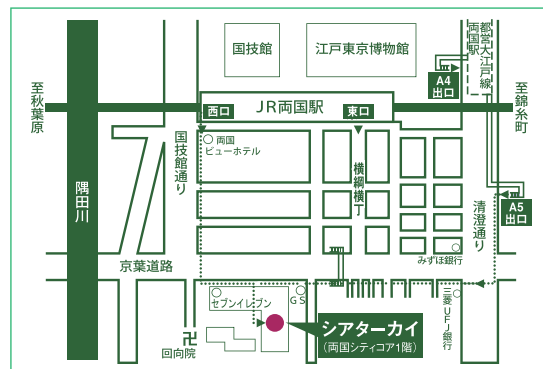 国技館
江戸東京博物館
都営大江戸線
両国駅
A4
出口
至秋葉原
西口
JR両国駅
東口
至錦糸町
両国
ビューホテル
国技館通り
横綱横丁
隅田川
清澄通り
A5
出口
みずほ銀行
京葉道路
セブンイレブン
GS
三菱UFJ銀行
シアターカイ
(両国シティコア1階)
卍
回向院